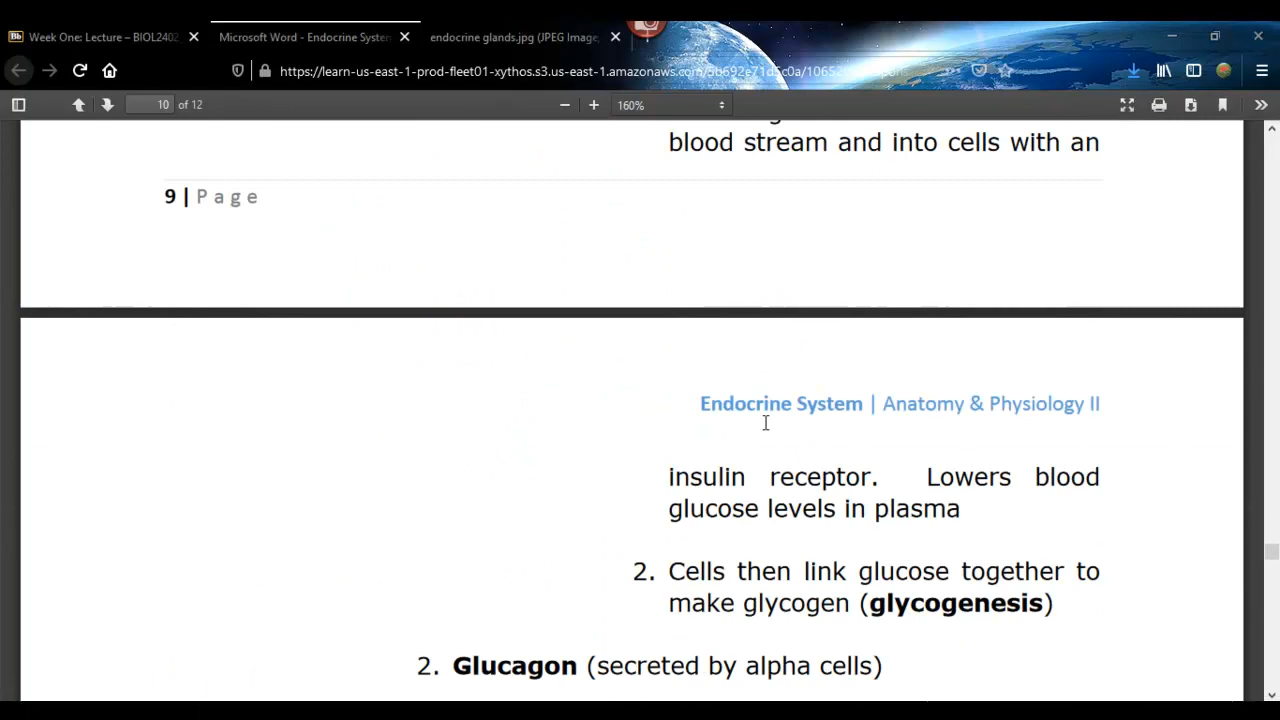 Week One: Lecture – BIOL2402
Microsoft Word - Endocrine System
endocrine glands.jpg (JPEG Image,
https://learn-us-east-1-prod-fleet01-xythos.s3.us-east-1.amazonaws.com/
10 of 12
160%
blood stream and into cells with an
9 | P a g e
Endocrine System | Anatomy & Physiology II
insulin receptor. Lowers blood
glucose levels in plasma
2. Cells then link glucose together to
make glycogen (glycogenesis)
2. Glucagon (secreted by alpha cells)